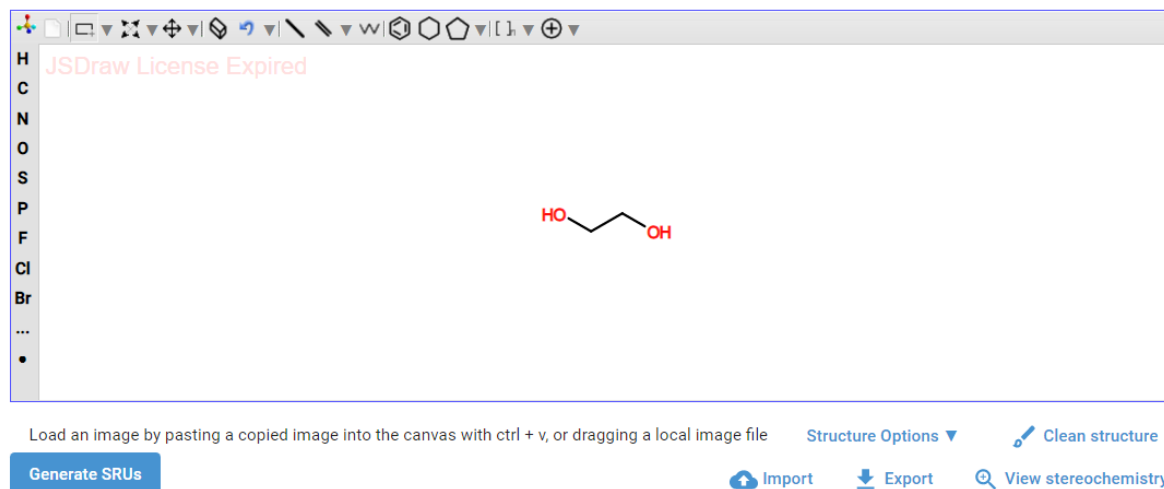 JSDraw License Expired
H
C
N
O
S
P
F
Cl
Br
...
HO
OH
Load an image by pasting a copied image into the canvas with ctrl + v, or dragging a local image file
Structure Options ▼
Clean structure
Generate SRUs
Import
Export
View stereochemistry